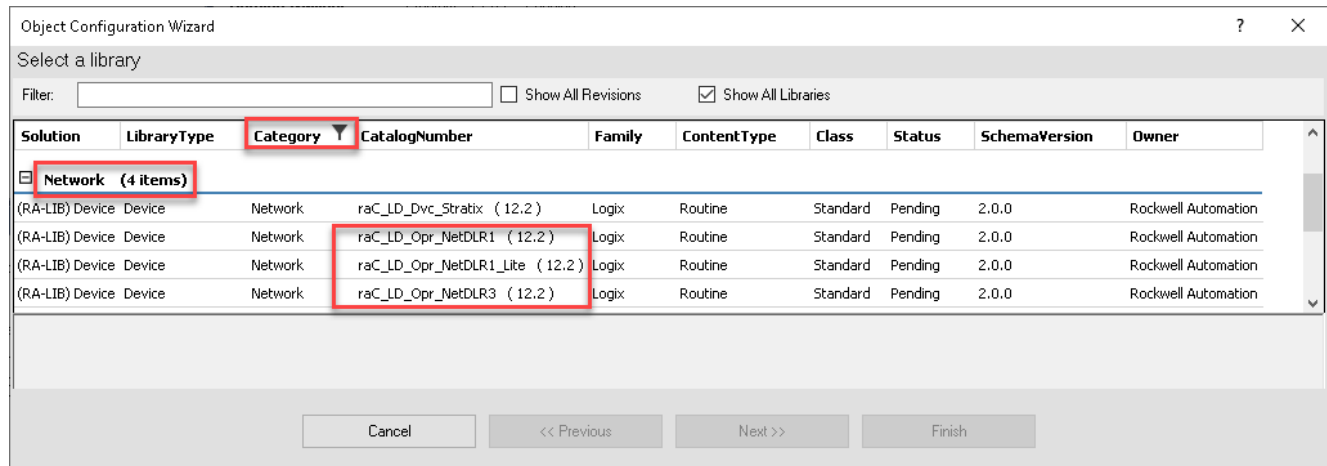 Object Configuration Wizard ? ×
Select a library
Filter: Show All Revisions Show All Libraries
Solution LibraryType Category CatalogNumber Family ContentType Class Status SchemaVersion Owner
Network (4 items)
(RA-LIB) Device Device Network raC_LD_Dvc_Stratix ( 12.2 ) Logix Routine Standard Pending 2.0.0 Rockwell Automation
(RA-LIB) Device Device Network raC_LD_Opr_NetDLR1 ( 12.2 ) Logix Routine Standard Pending 2.0.0 Rockwell Automation
(RA-LIB) Device Device Network raC_LD_Opr_NetDLR1_Lite ( 12.2 ) Logix Routine Standard Pending 2.0.0 Rockwell Automation
(RA-LIB) Device Device Network raC_LD_Opr_NetDLR3 ( 12.2 ) Logix Routine Standard Pending 2.0.0 Rockwell Automation
Cancel << Previous Next >> Finish